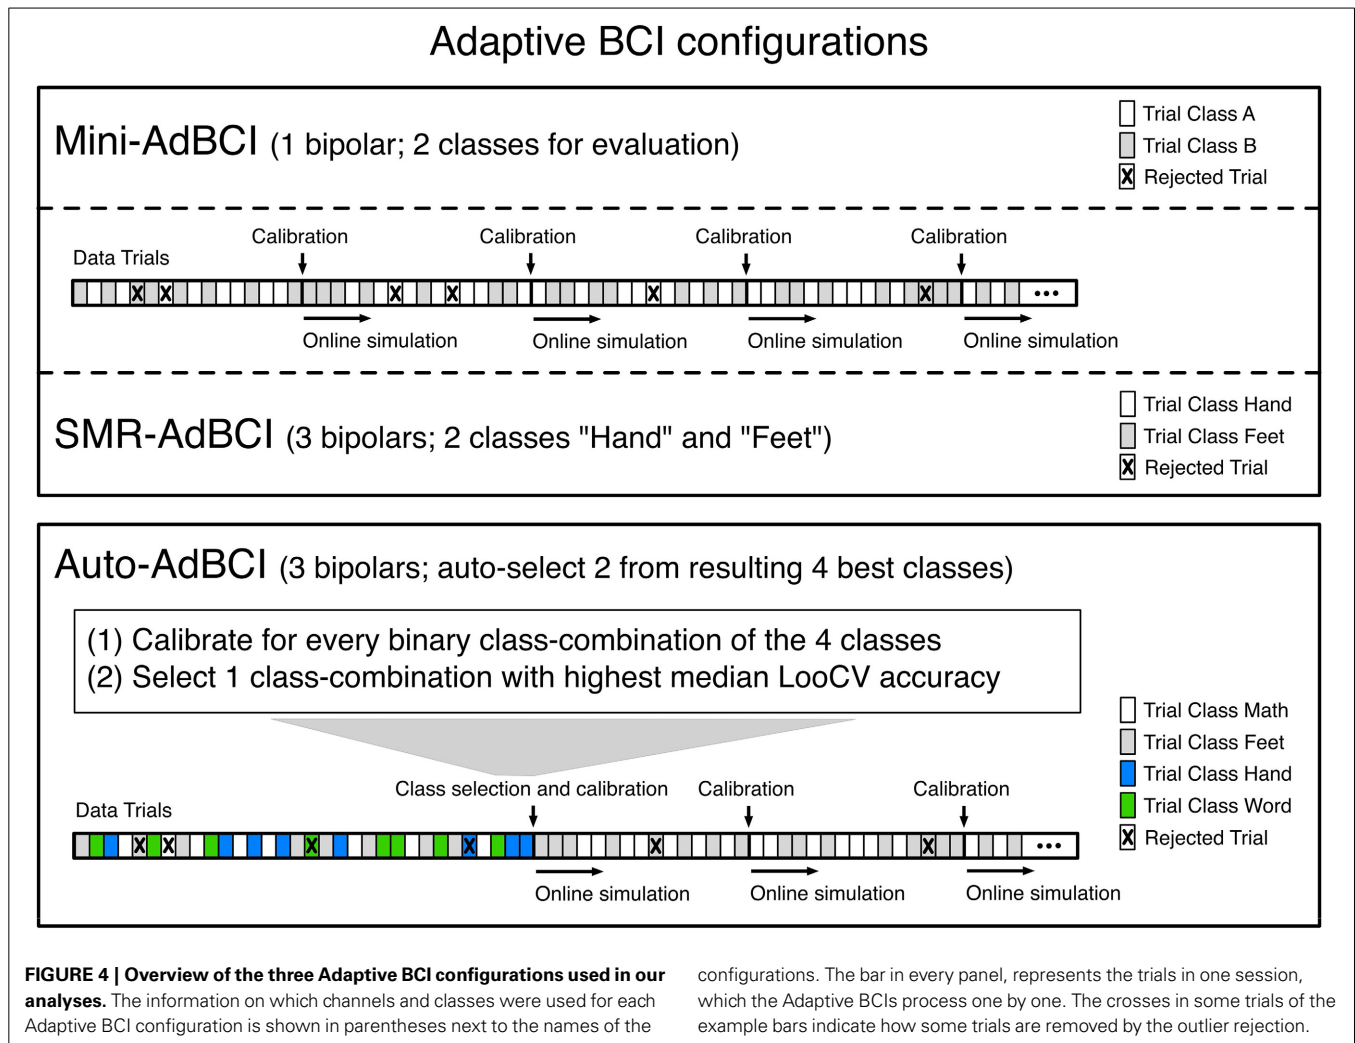 Adaptive BCI configurations
Mini-AdBCI (1 bipolar; 2 classes for evaluation)
Trial Class A
Trial Class B
X Rejected Trial
Data Trials
Calibration Calibration Calibration Calibration
X X X X X X •••
Online simulation Online simulation Online simulation Online simulation
SMR-AdBCI (3 bipolars; 2 classes "Hand" and "Feet")
Trial Class Hand
Trial Class Feet
X Rejected Trial
Auto-AdBCI (3 bipolars; auto-select 2 from resulting 4 best classes)
(1) Calibrate for every binary class-combination of the 4 classes
(2) Select 1 class-combination with highest median LooCV accuracy
Trial Class Math
Trial Class Feet
Trial Class Hand
Trial Class Word
X Rejected Trial
Data Trials
Class selection and calibration Calibration Calibration
X X X X X X •••
Online simulation Online simulation Online simulation
FIGURE 4 | Overview of the three Adaptive BCI configurations used in our
analyses. The information on which channels and classes were used for each
Adaptive BCI configuration is shown in parentheses next to the names of the
configurations. The bar in every panel, represents the trials in one session,
which the Adaptive BCIs process one by one. The crosses in some trials of the
example bars indicate how some trials are removed by the outlier rejection.